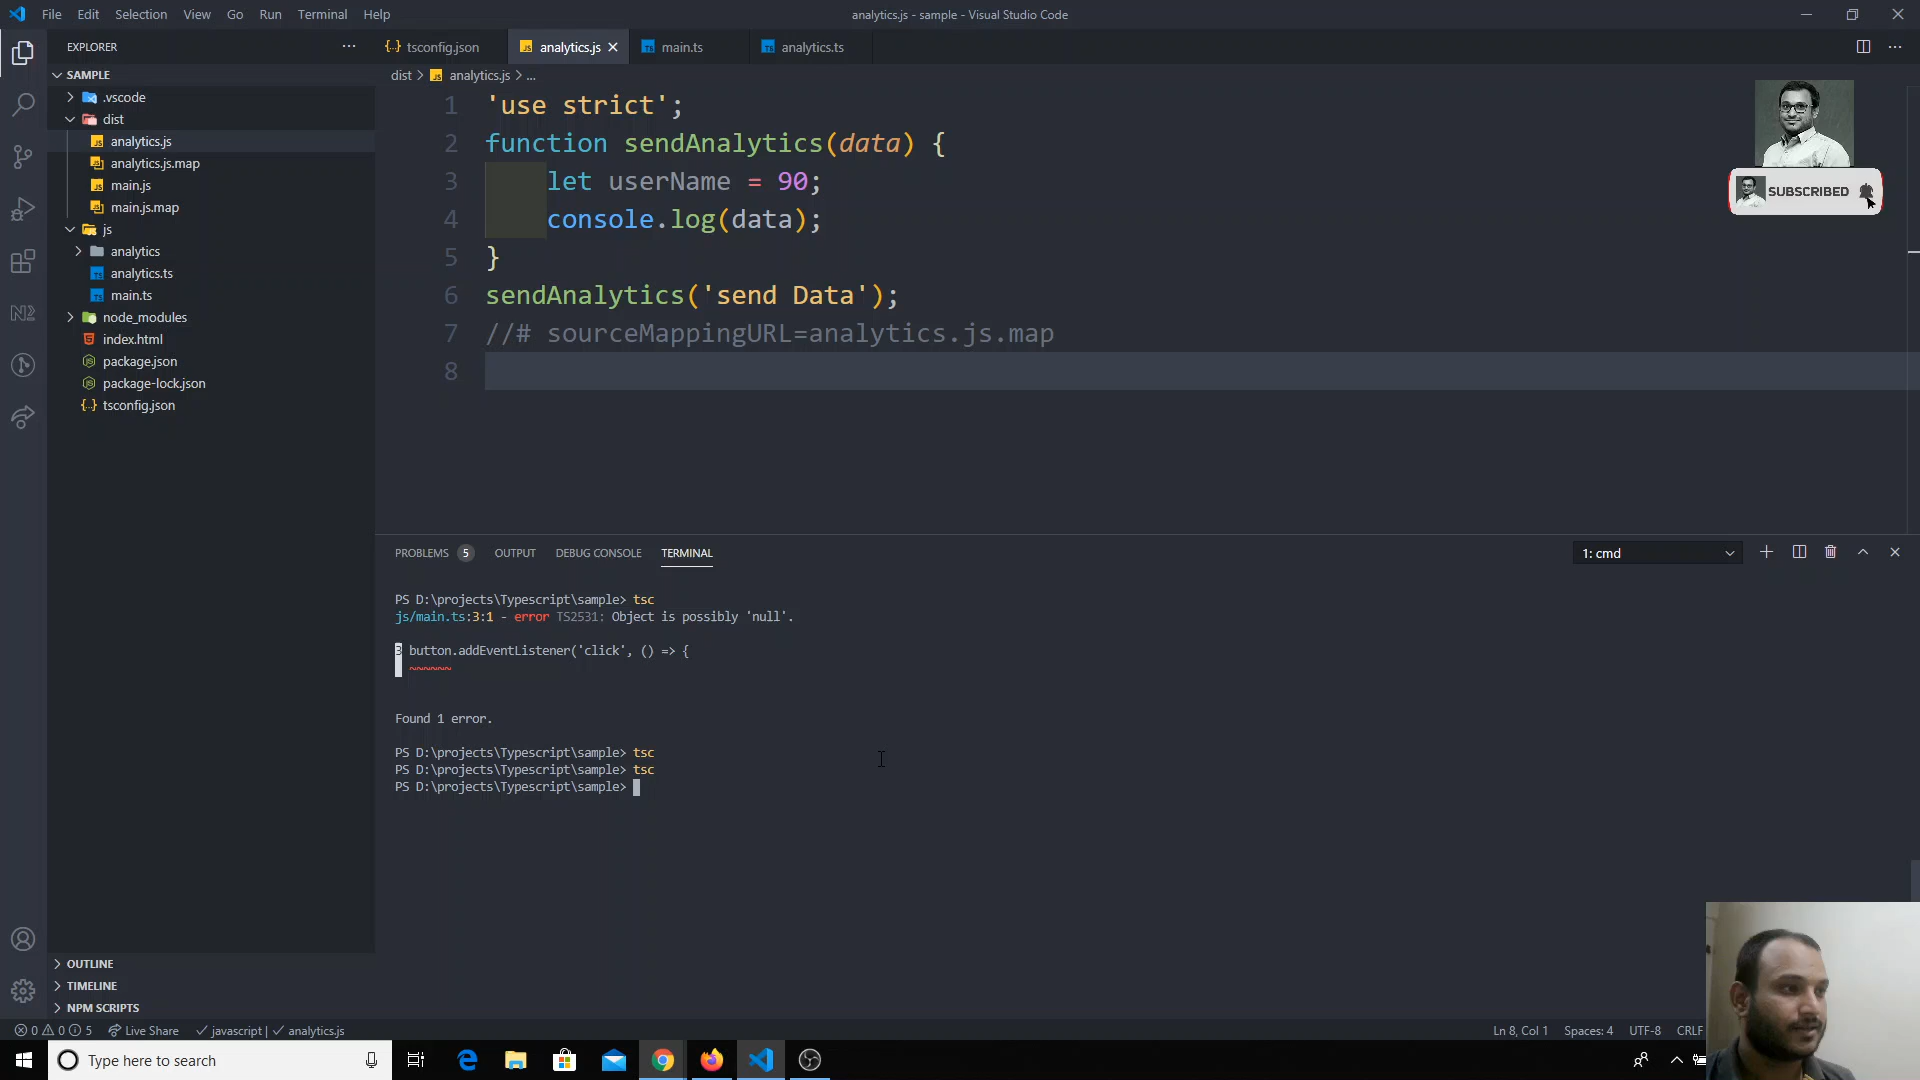 File Edit Selection View Go Run Terminal Help
analytics.js - sample - Visual Studio Code
EXPLORER
SAMPLE
.vscode
dist
analytics.js
analytics.js.map
main.js
main.js.map
js
analytics
analytics.ts
main.ts
node_modules
index.html
package.json
package-lock.json
tsconfig.json
OUTLINE
TIMELINE
NPM SCRIPTS
tsconfig.json
analytics.js
main.ts
analytics.ts
dist > analytics.js > ...
1 'use strict';
2 function sendAnalytics(data) {
3 let userName = 90;
4 console.log(data);
5 }
6 sendAnalytics('send Data');
7 //# sourceMappingURL=analytics.js.map
8
SUBSCRIBED
PROBLEMS 5 OUTPUT DEBUG CONSOLE TERMINAL
1: cmd
PS D:\projects\Typescript\sample> tsc
js/main.ts:3:1 - error TS2531: Object is possibly 'null'.
3 button.addEventListener('click', () => {
~~~~~~
Found 1 error.
PS D:\projects\Typescript\sample> tsc
PS D:\projects\Typescript\sample> tsc
PS D:\projects\Typescript\sample>
0 0 5 Live Share javascript | analytics.js
Ln 8, Col 1 Spaces: 4 UTF-8 CRLF
Type here to search